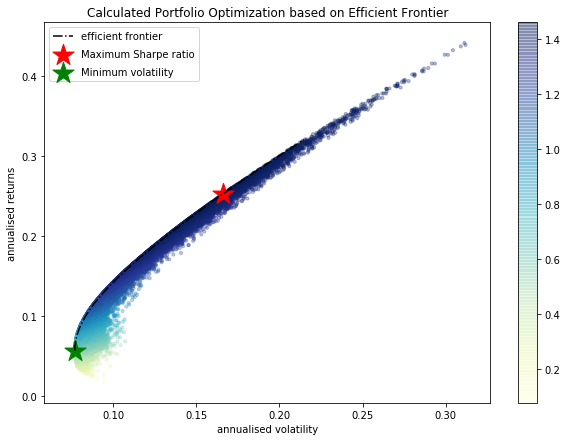 Calculated Portfolio Optimization based on Efficient Frontier
efficient frontier
Maximum Sharpe ratio
Minimum volatility
annualised returns
0.4
0.3
0.2
0.1
0.0
0.10
0.15
0.20
0.25
0.30
annualised volatility
1.4
1.2
1.0
0.8
0.6
0.4
0.2